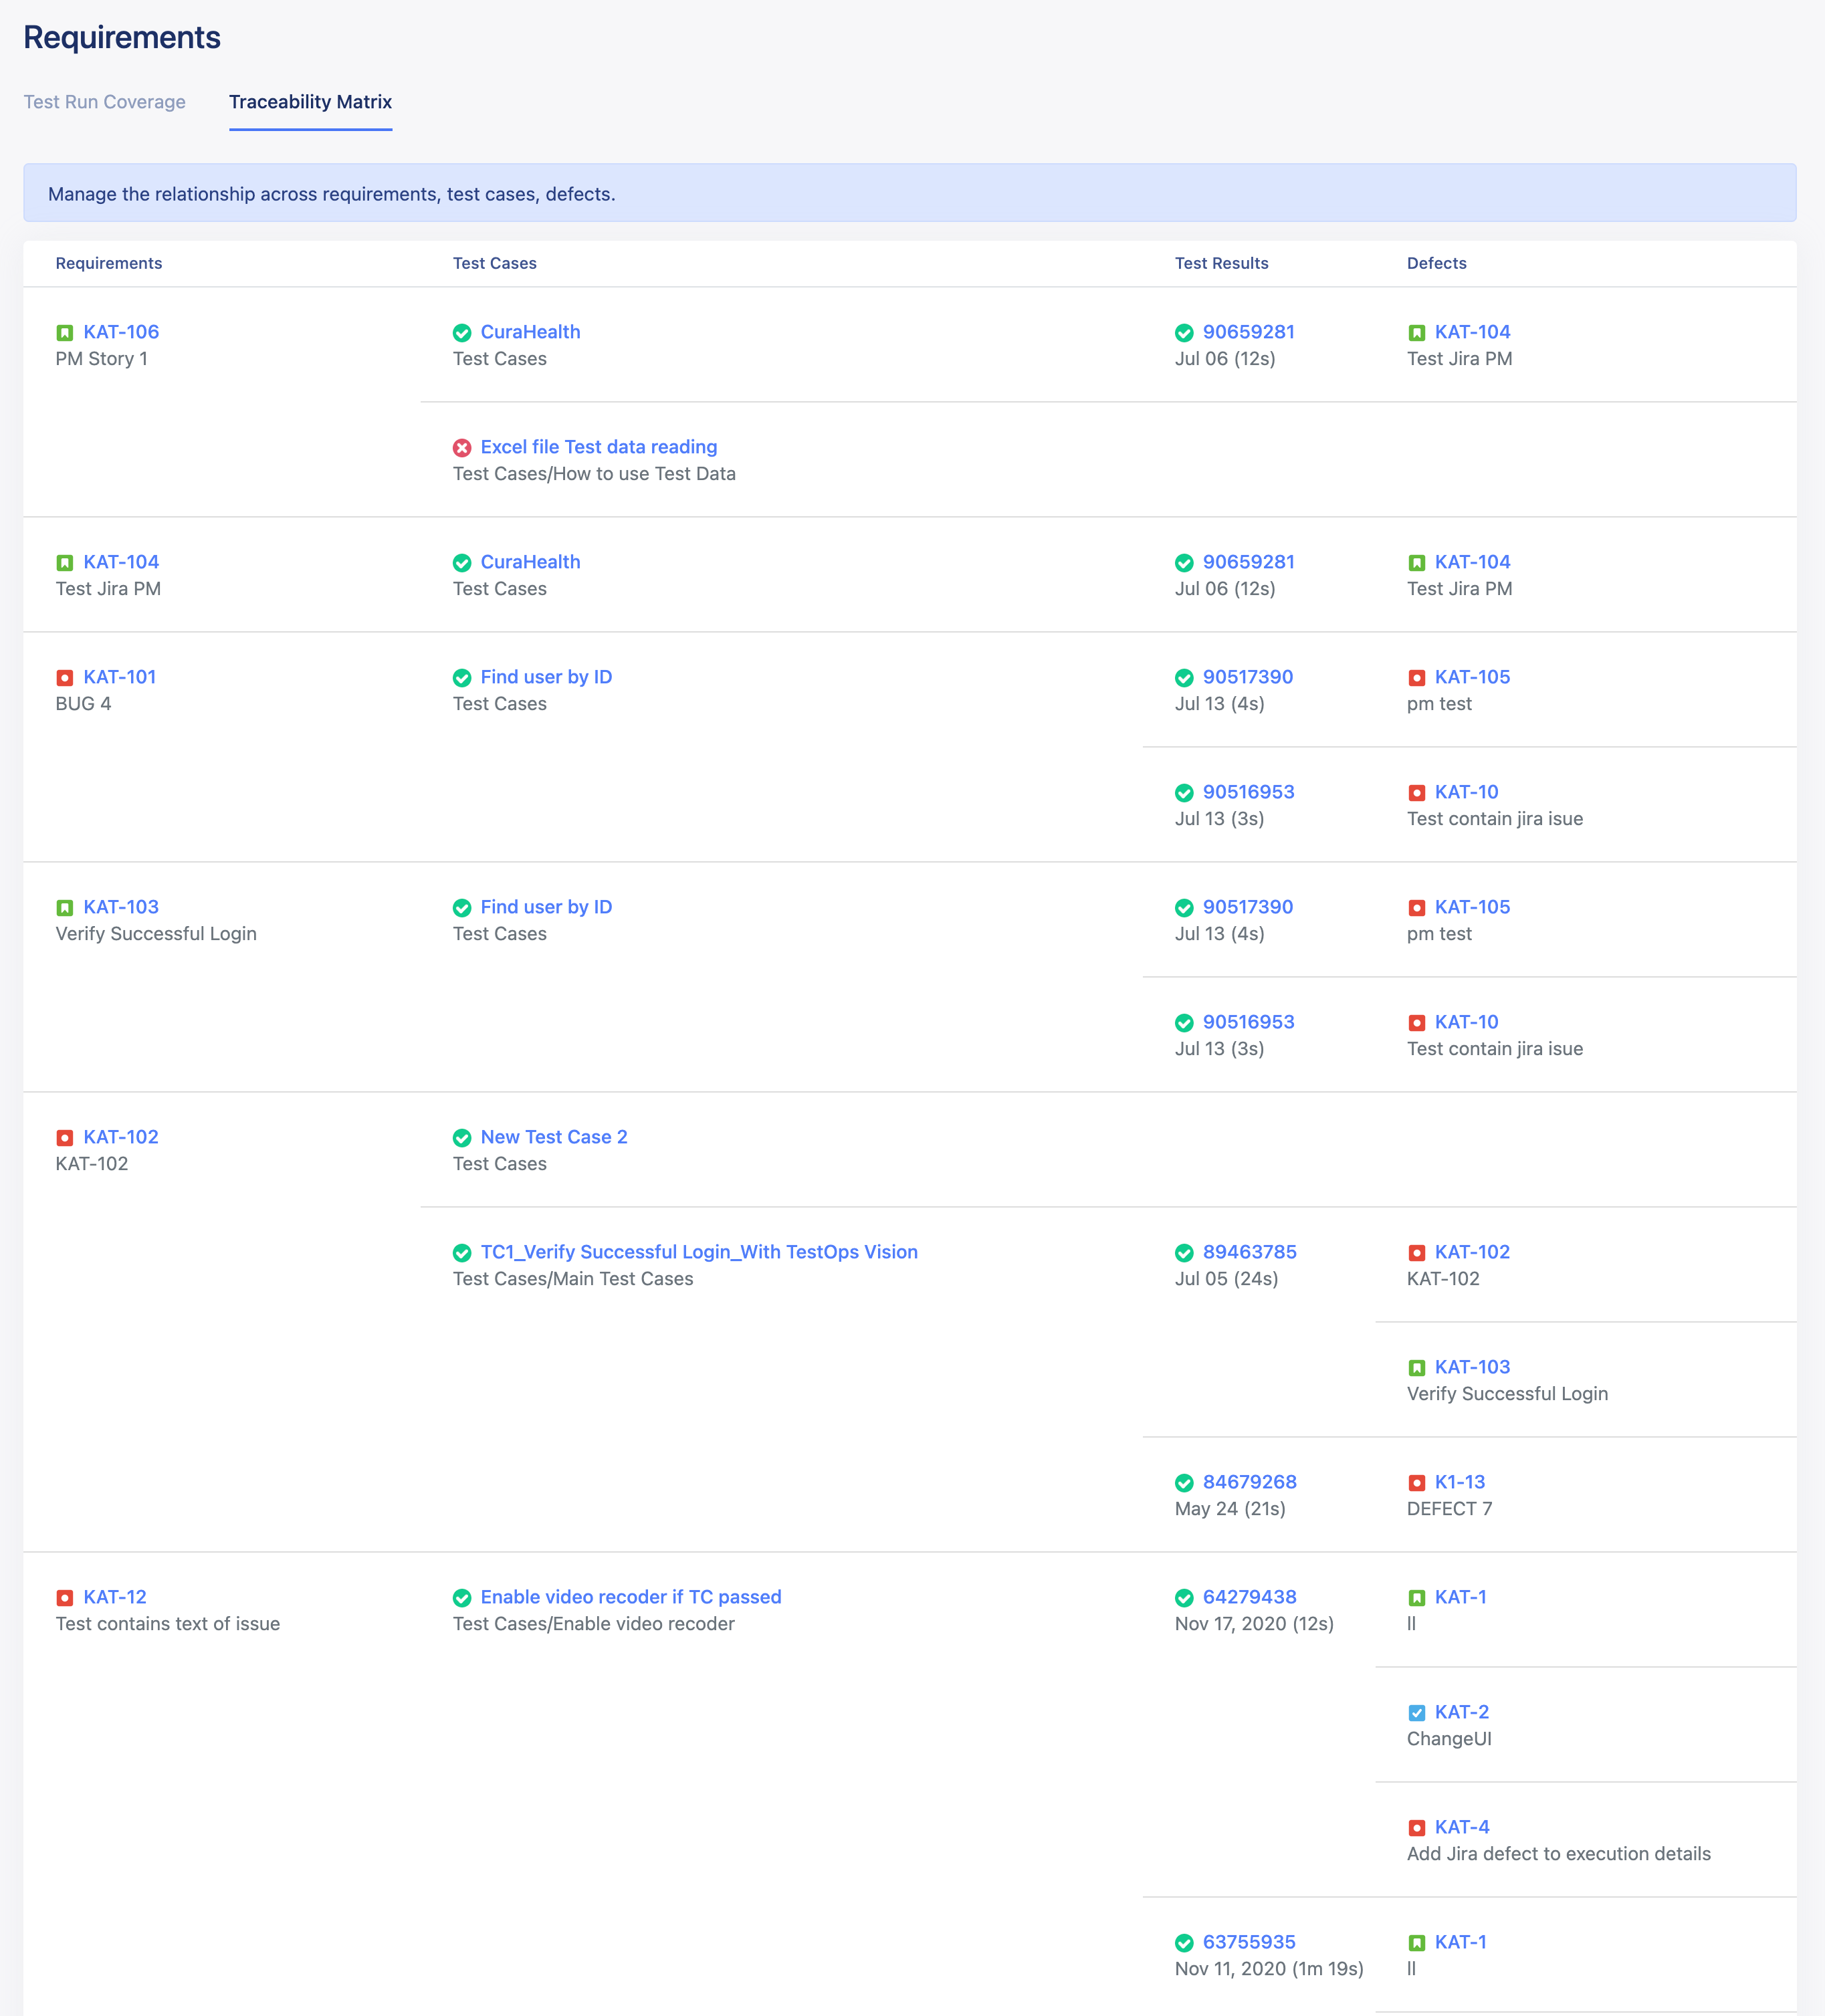 Requirements
Test Run Coverage Traceability Matrix
Manage the relationship across requirements, test cases, defects.
Requirements Test Cases Test Results Defects
KAT-106 CuraHealth 90659281 KAT-104
PM Story 1 Test Cases Jul 06 (12s) Test Jira PM
Excel file Test data reading
Test Cases/How to use Test Data
KAT-104 CuraHealth 90659281 KAT-104
Test Jira PM Test Cases Jul 06 (12s) Test Jira PM
KAT-101 Find user by ID 90517390 KAT-105
BUG 4 Test Cases Jul 13 (4s) pm test
90516953 KAT-10
Jul 13 (3s) Test contain jira isue
KAT-103 Find user by ID 90517390 KAT-105
Verify Successful Login Test Cases Jul 13 (4s) pm test
90516953 KAT-10
Jul 13 (3s) Test contain jira isue
KAT-102 New Test Case 2
KAT-102 Test Cases
TC1_Verify Successful Login_With TestOps Vision 89463785 KAT-102
Test Cases/Main Test Cases Jul 05 (24s) KAT-102
KAT-103
Verify Successful Login
84679268 K1-13
May 24 (21s) DEFECT 7
KAT-12 Enable video recoder if TC passed 64279438 KAT-1
Test contains text of issue Test Cases/Enable video recoder Nov 17, 2020 (12s) ll
KAT-2
ChangeUI
KAT-4
Add Jira defect to execution details
63755935 KAT-1
Nov 11, 2020 (1m 19s) ll